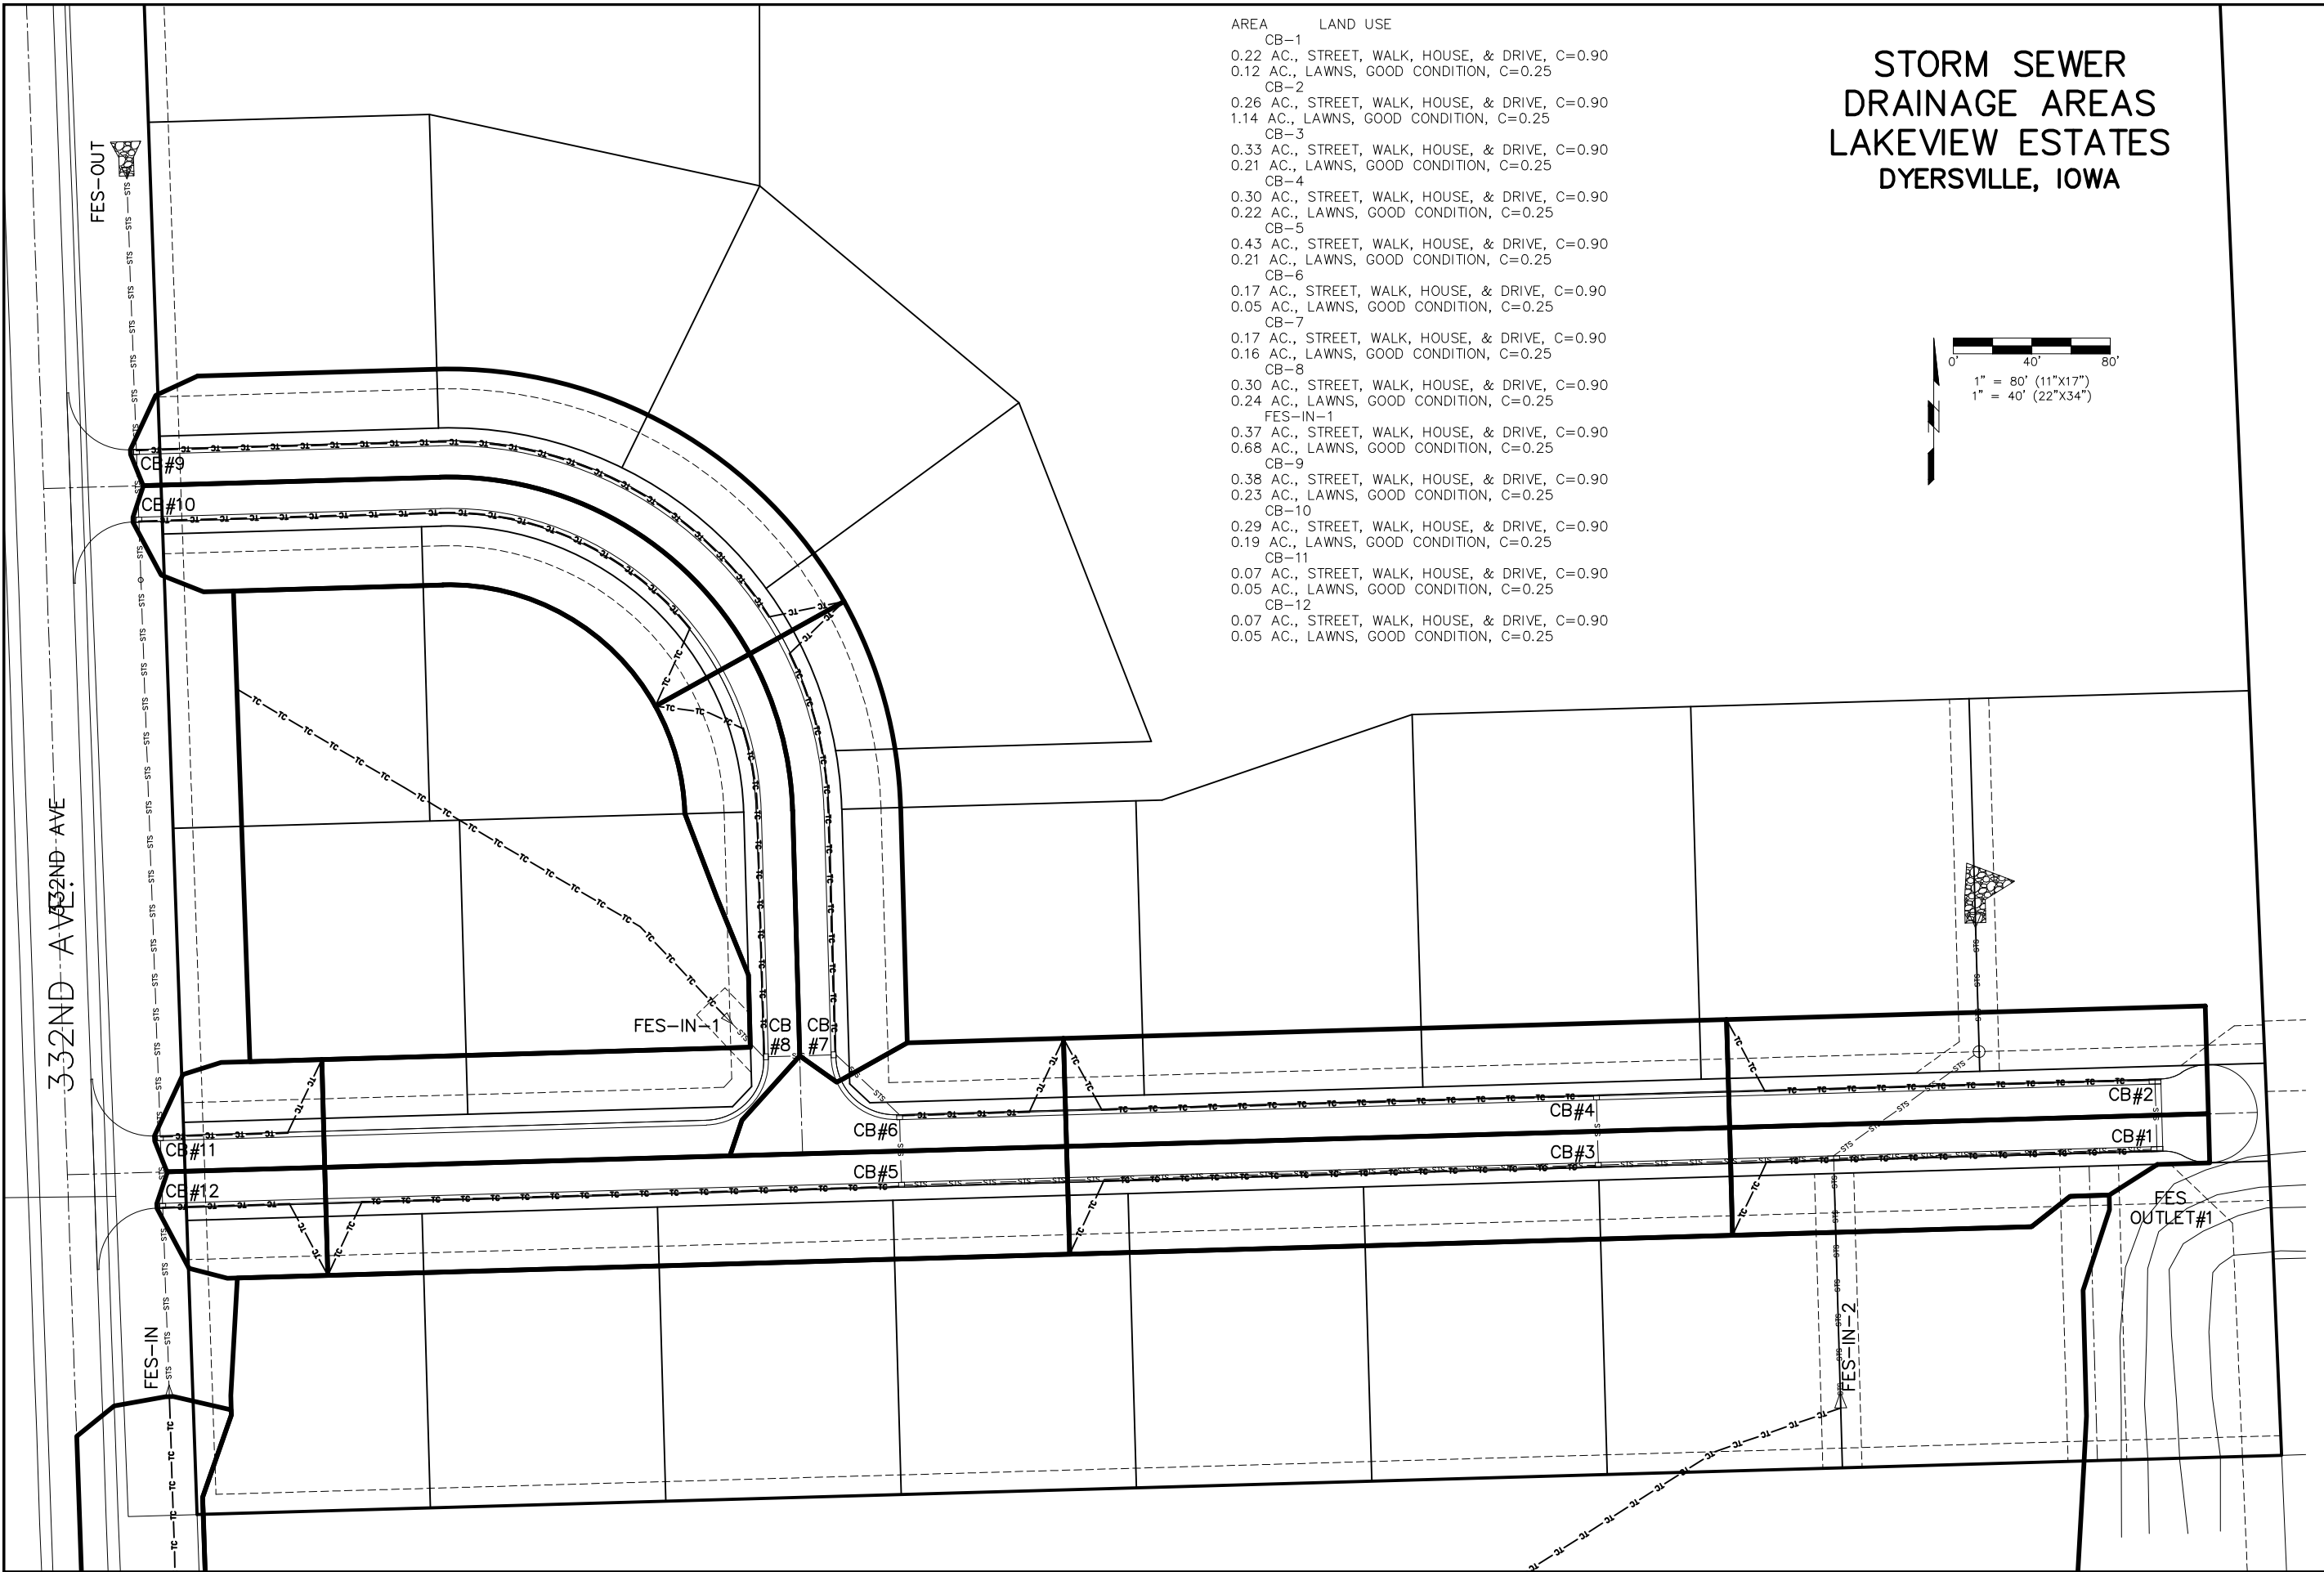 AREA LAND USE
CB-1
0.22 AC., STREET, WALK, HOUSE, & DRIVE, C=0.90
0.12 AC., LAWNS, GOOD CONDITION, C=0.25
CB-2
0.26 AC., STREET, WALK, HOUSE, & DRIVE, C=0.90
1.14 AC., LAWNS, GOOD CONDITION, C=0.25
CB-3
0.33 AC., STREET, WALK, HOUSE, & DRIVE, C=0.90
0.21 AC., LAWNS, GOOD CONDITION, C=0.25
CB-4
0.30 AC., STREET, WALK, HOUSE, & DRIVE, C=0.90
0.22 AC., LAWNS, GOOD CONDITION, C=0.25
CB-5
0.43 AC., STREET, WALK, HOUSE, & DRIVE, C=0.90
0.21 AC., LAWNS, GOOD CONDITION, C=0.25
CB-6
0.17 AC., STREET, WALK, HOUSE, & DRIVE, C=0.90
0.05 AC., LAWNS, GOOD CONDITION, C=0.25
CB-7
0.17 AC., STREET, WALK, HOUSE, & DRIVE, C=0.90
0.16 AC., LAWNS, GOOD CONDITION, C=0.25
CB-8
0.30 AC., STREET, WALK, HOUSE, & DRIVE, C=0.90
0.24 AC., LAWNS, GOOD CONDITION, C=0.25
FES-IN-1
0.37 AC., STREET, WALK, HOUSE, & DRIVE, C=0.90
0.68 AC., LAWNS, GOOD CONDITION, C=0.25
CB-9
0.38 AC., STREET, WALK, HOUSE, & DRIVE, C=0.90
0.23 AC., LAWNS, GOOD CONDITION, C=0.25
CB-10
0.29 AC., STREET, WALK, HOUSE, & DRIVE, C=0.90
0.19 AC., LAWNS, GOOD CONDITION, C=0.25
CB-11
0.07 AC., STREET, WALK, HOUSE, & DRIVE, C=0.90
0.05 AC., LAWNS, GOOD CONDITION, C=0.25
CB-12
0.07 AC., STREET, WALK, HOUSE, & DRIVE, C=0.90
0.05 AC., LAWNS, GOOD CONDITION, C=0.25
STORM SEWER
DRAINAGE AREAS
LAKEVIEW ESTATES
DYERSVILLE, IOWA
0' 40' 80'
1" = 80' (11"X17")
1" = 40' (22"X34")
FES-OUT
CB#9
CB#10
332ND AVE
332ND AVE.
FES-IN-1
CB
#8
CB
#7
CB#6
CB#5
CB#4
CB#3
CB#2
CB#1
CB#11
CB#12
FES
OUTLET#1
FES-IN
FES-IN-2